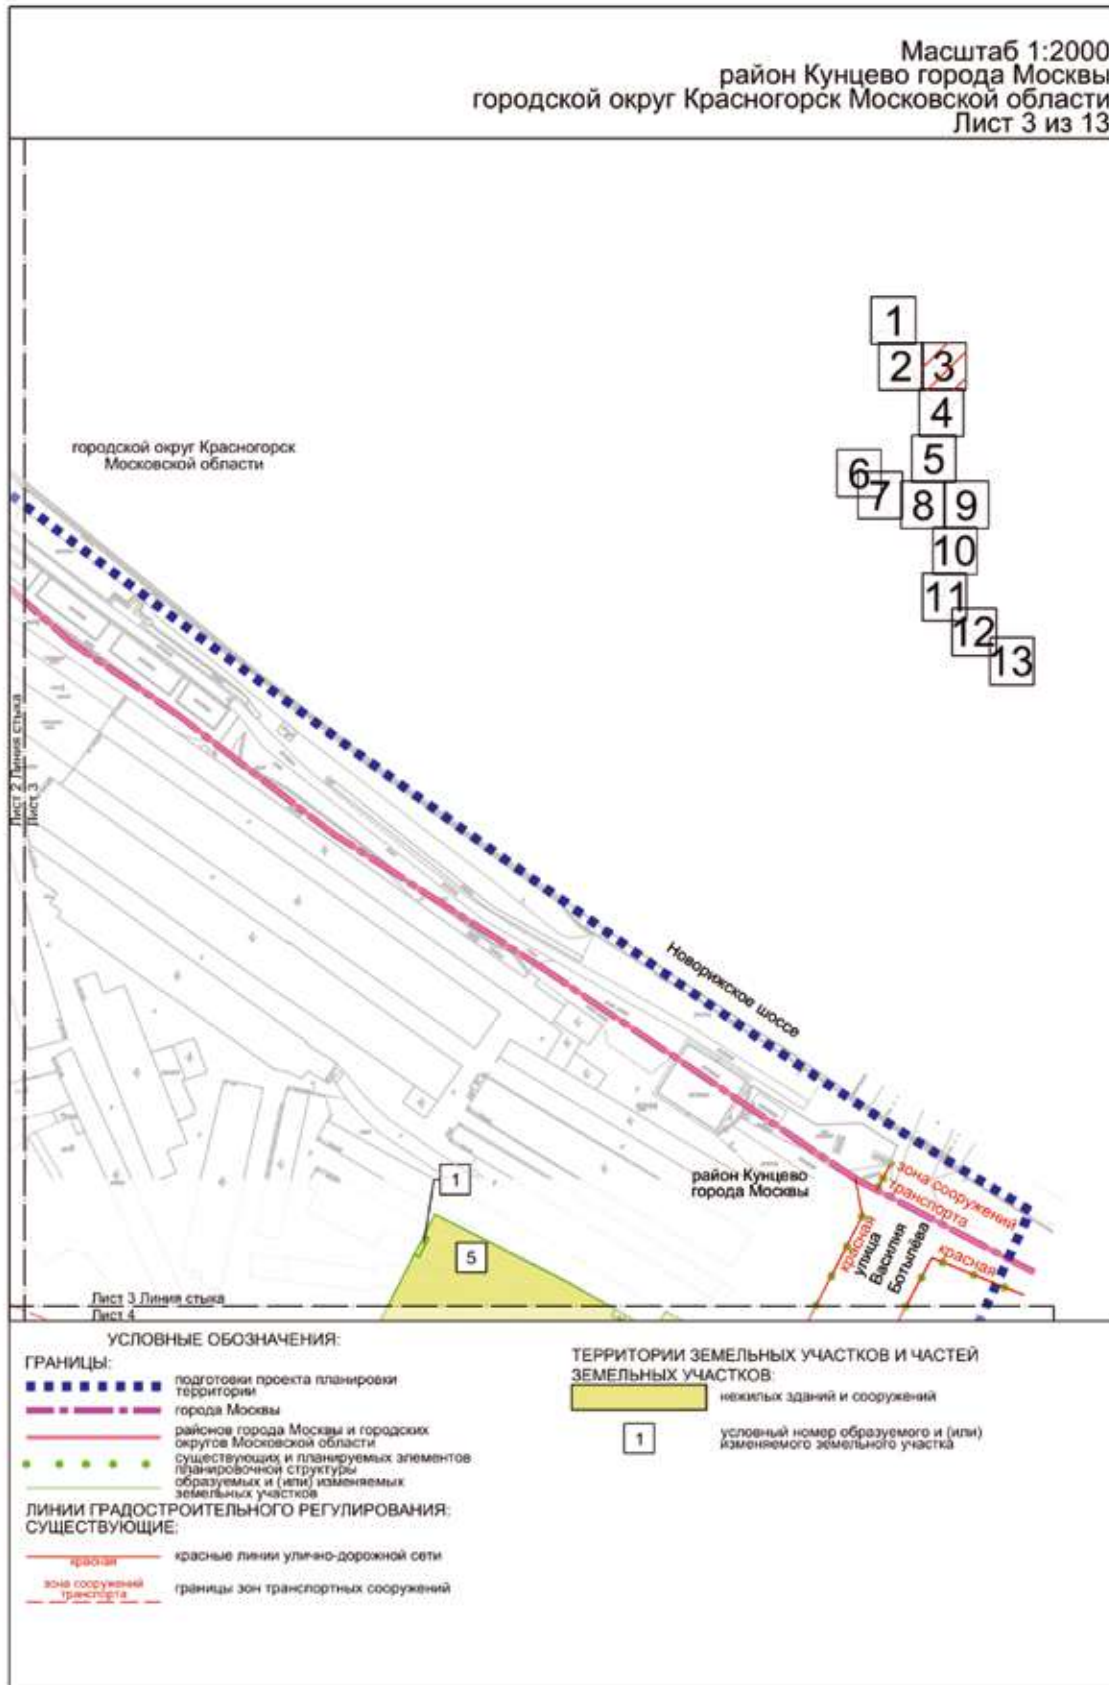 Масштаб 1:2000
район Кунцево города Москвы
городской округ Красногорск Московской области
Лист 3 из 13
1
2
3
4
5
6
7
8
9
10
11
12
13
городской округ Красногорск
Московской области
Лист 2 Линия стыка
Лист 3
Новорижское шоссе
район Кунцево
города Москвы
зона сооружений
транспорта
красная
улица
Василия
Ботылёва
красная
1
5
Лист 3 Линия стыка
Лист 4
УСЛОВНЫЕ ОБОЗНАЧЕНИЯ:
ГРАНИЦЫ:
подготовки проекта планировки
территории
города Москвы
районов города Москвы и городских
округов Московской области
существующих и планируемых элементов
планировочной структуры
образуемых и (или) изменяемых
земельных участков
ЛИНИИ ГРАДОСТРОИТЕЛЬНОГО РЕГУЛИРОВАНИЯ:
СУЩЕСТВУЮЩИЕ:
красная
красные линии улично-дорожной сети
зона сооружений
транспорта
границы зон транспортных сооружений
ТЕРРИТОРИИ ЗЕМЕЛЬНЫХ УЧАСТКОВ И ЧАСТЕЙ
ЗЕМЕЛЬНЫХ УЧАСТКОВ:
нежилых зданий и сооружений
1
условный номер образуемого и (или)
изменяемого земельного участка